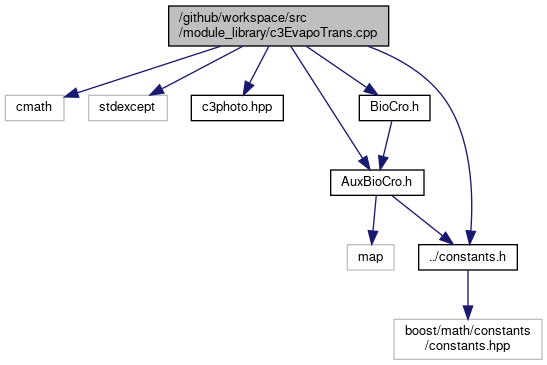 /github/workspace/src
/module_library/c3EvapoTrans.cpp
cmath
stdexcept
c3photo.hpp
BioCro.h
AuxBioCro.h
map
../constants.h
boost/math/constants
/constants.hpp